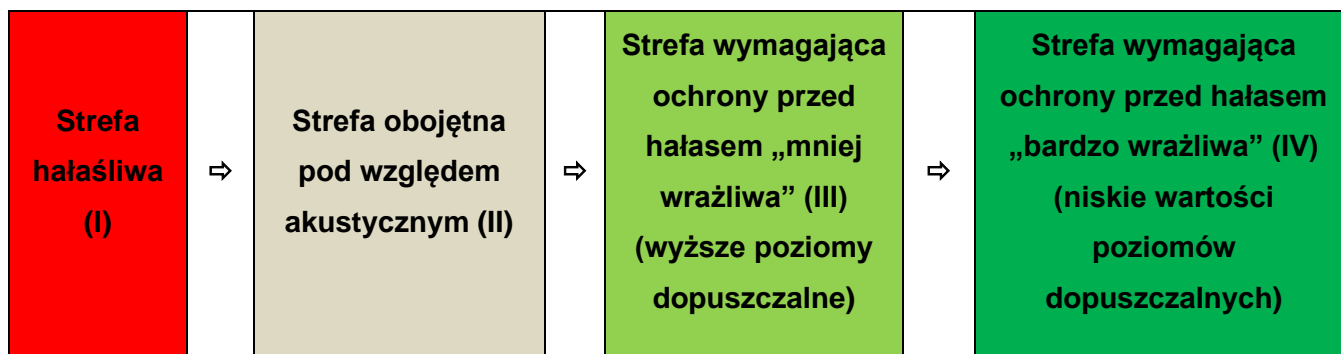 Strefa
hałaśliwa
(I)
⇨
Strefa obojętna
pod względem
akustycznym (II)
⇨
Strefa wymagająca
ochrony przed
hałasem „mniej
wrażliwa” (III)
(wyższe poziomy
dopuszczalne)
⇨
Strefa wymagająca
ochrony przed hałasem
„bardzo wrażliwa” (IV)
(niskie wartości
poziomów
dopuszczalnych)